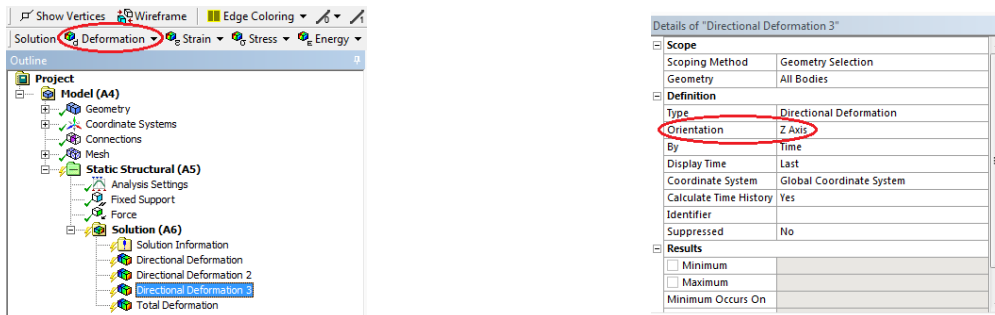 Show Vertices Wireframe Edge Coloring
Solution Deformation Strain Stress Energy
Outline
Project
Model (A4)
Geometry
Coordinate Systems
Connections
Mesh
Static Structural (A5)
Analysis Settings
Fixed Support
Force
Solution (A6)
Solution Information
Directional Deformation
Directional Deformation 2
Directional Deformation 3
Total Deformation
Details of "Directional Deformation 3"
Scope
Scoping Method Geometry Selection
Geometry All Bodies
Definition
Type Directional Deformation
Orientation Z Axis
By Time
Display Time Last
Coordinate System Global Coordinate System
Calculate Time History Yes
Identifier
Suppressed No
Results
Minimum
Maximum
Minimum Occurs On